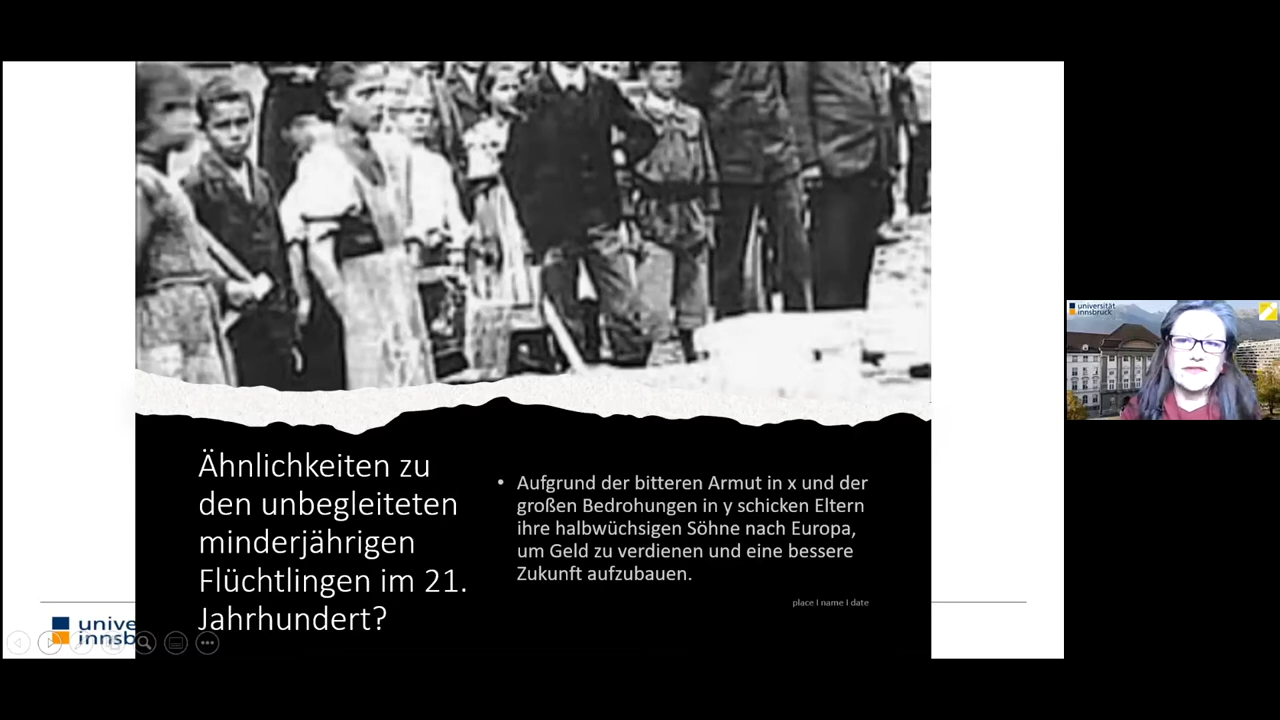 Ähnlichkeiten zu
den unbegleiteten
minderjährigen
Flüchtlingen im 21.
Jahrhundert?
• Aufgrund der bitteren Armut in x und der
großen Bedrohungen in y schicken Eltern
ihre halbwüchsigen Söhne nach Europa,
um Geld zu verdienen und eine bessere
Zukunft aufzubauen.
place I name I date
unive
innsb
universität
innsbruck